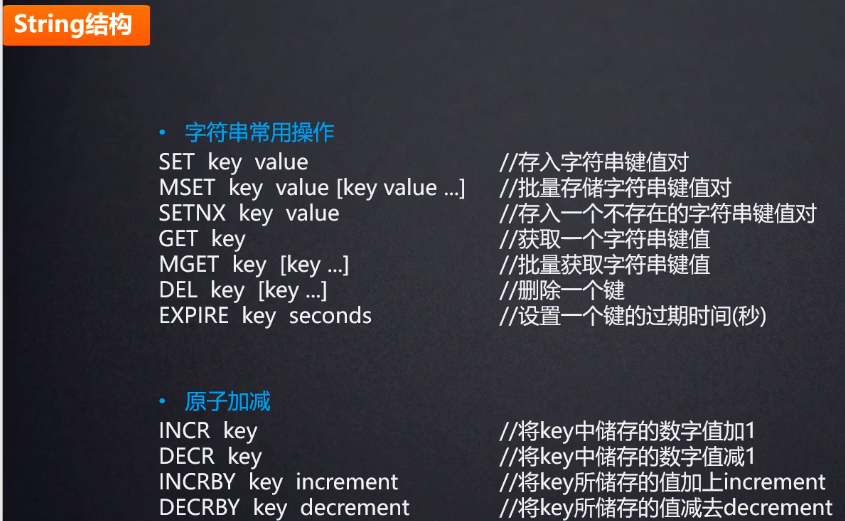 String结构
• 字符串常用操作
SET key value //存入字符串键值对
MSET key value [key value ...] //批量存储字符串键值对
SETNX key value //存入一个不存在的字符串键值对
GET key //获取一个字符串键值
MGET key [key ...] //批量获取字符串键值
DEL key [key ...] //删除一个键
EXPIRE key seconds //设置一个键的过期时间(秒)
• 原子加减
INCR key //将key中储存的数字值加1
DECR key //将key中储存的数字值减1
INCRBY key increment //将key所储存的值加上increment
DECRBY key decrement //将key所储存的值减去decrement